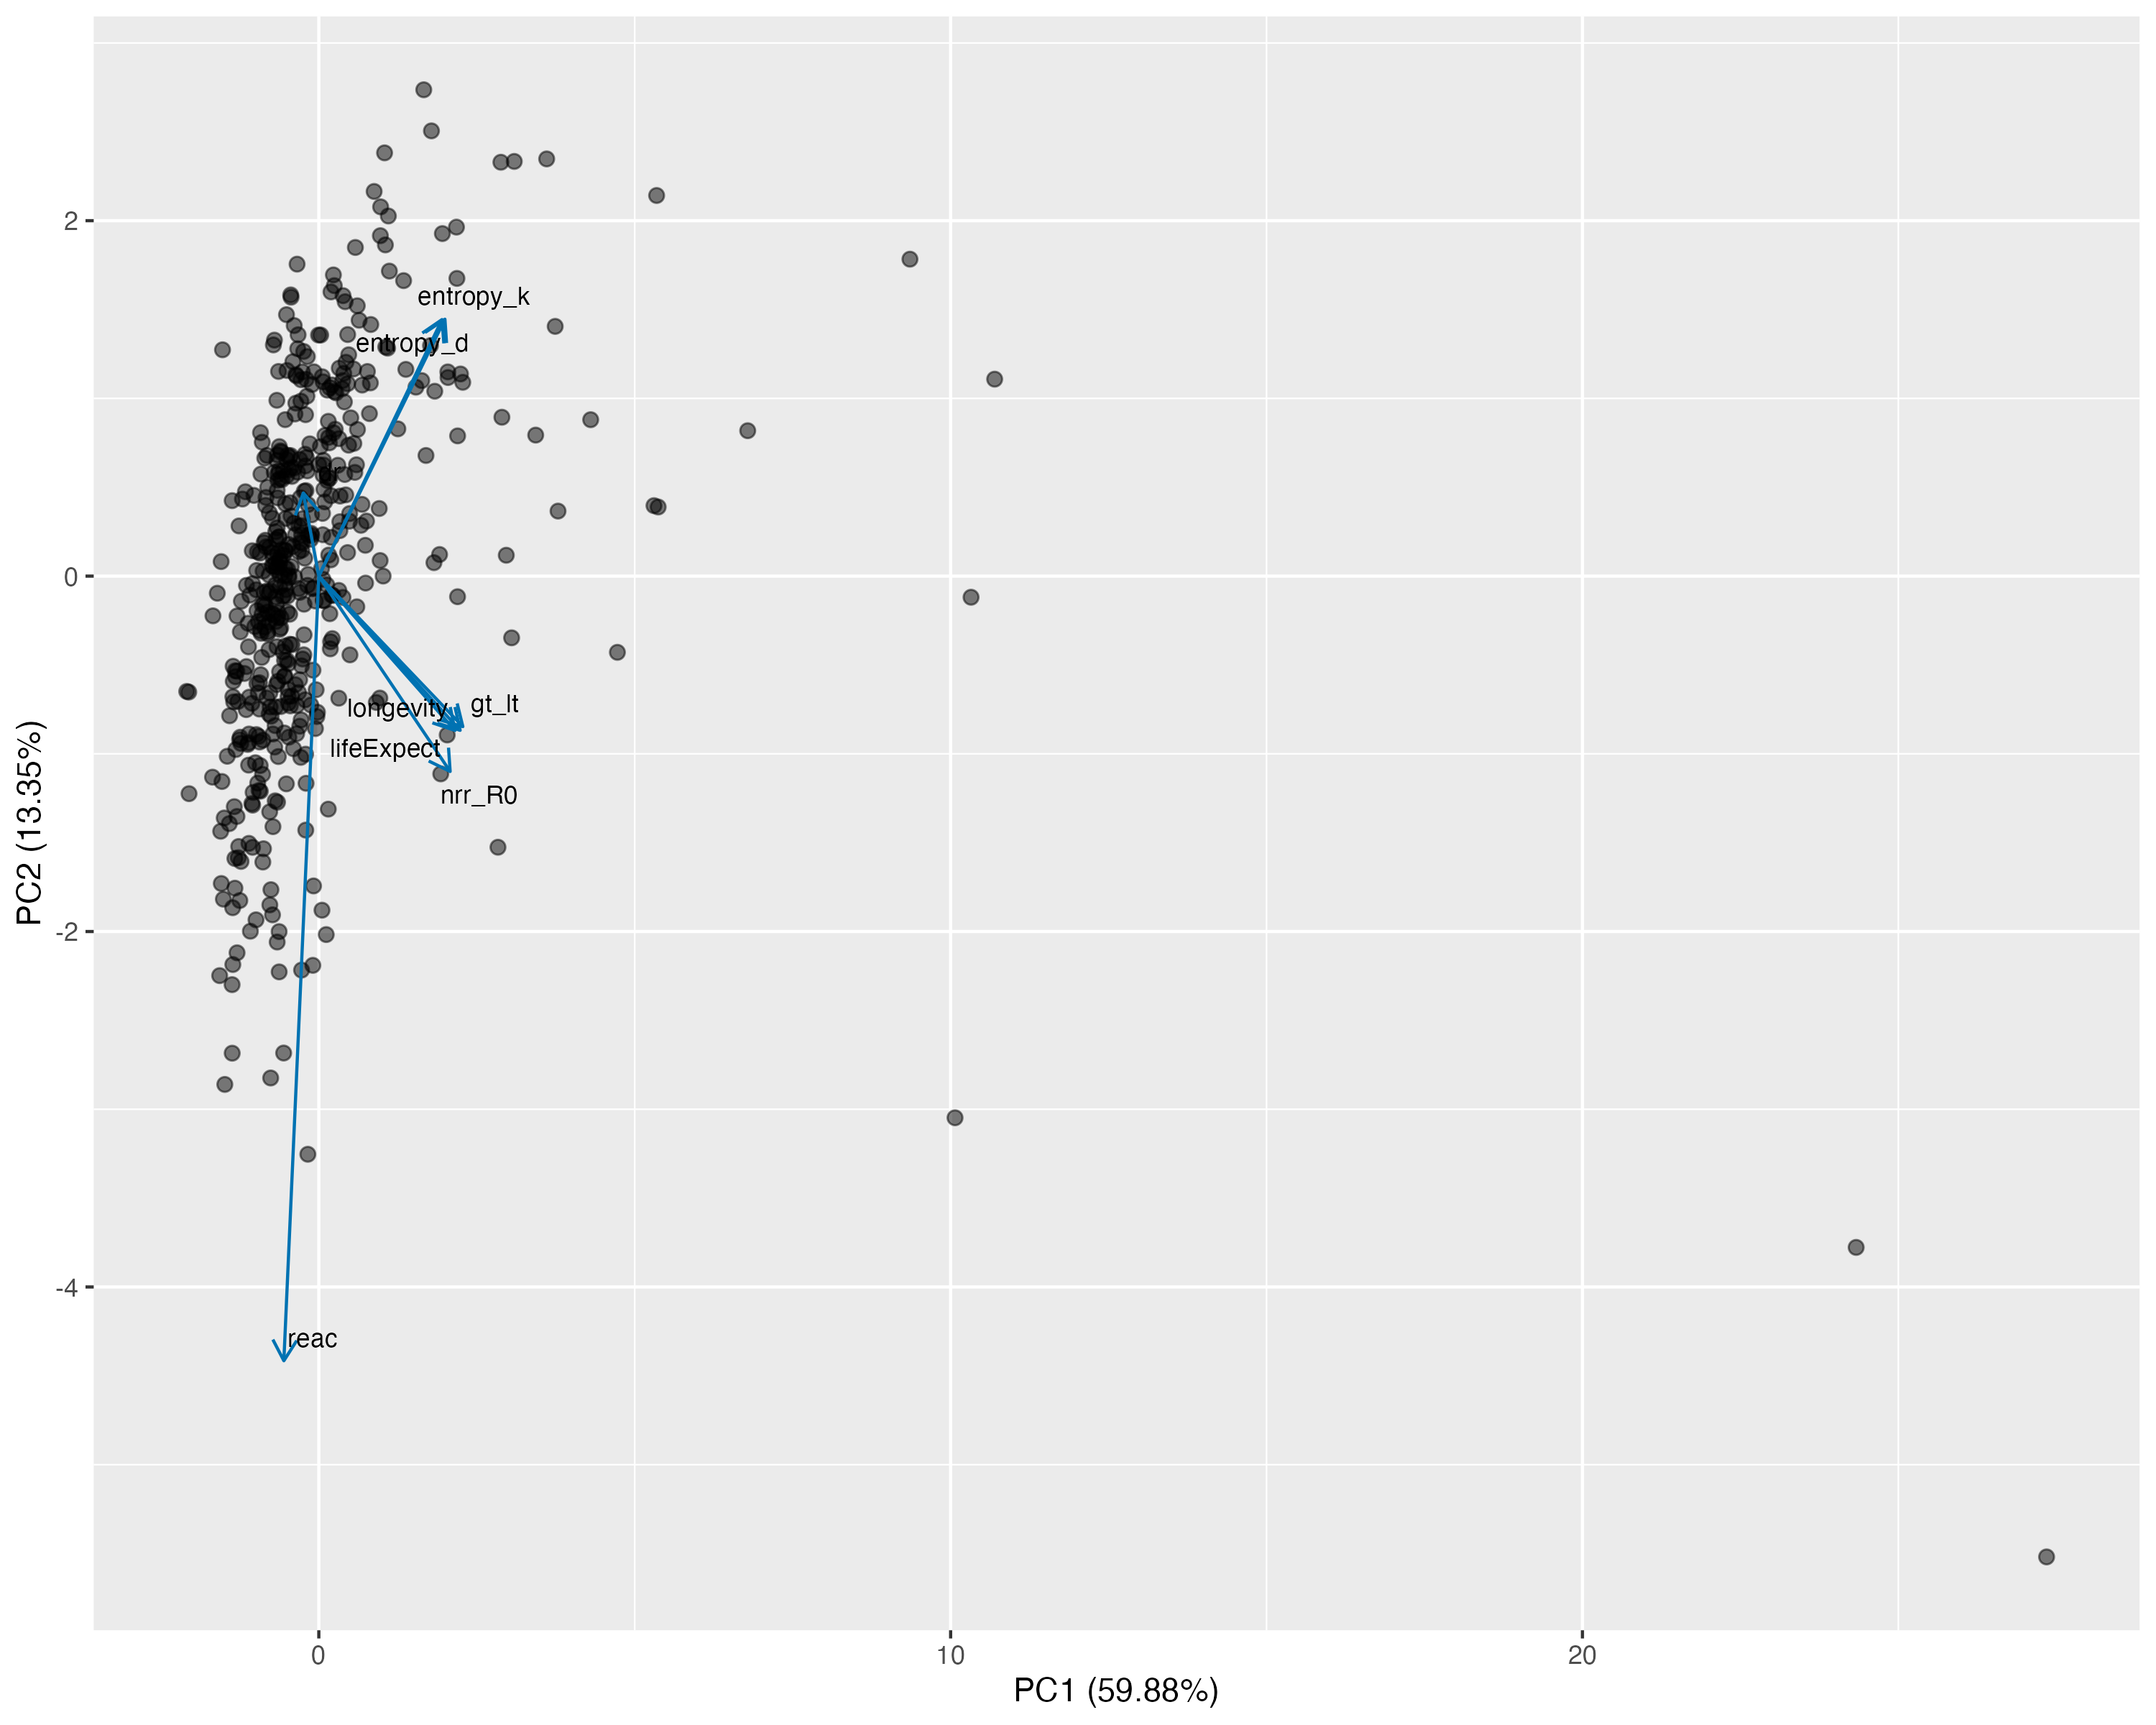 entropy_k
entropy_d
longevity
gt_lt
lifeExpect
nrr_R0
reac
2
0
-2
-4
0
10
20
PC1 (59.88%)
PC2 (13.35%)